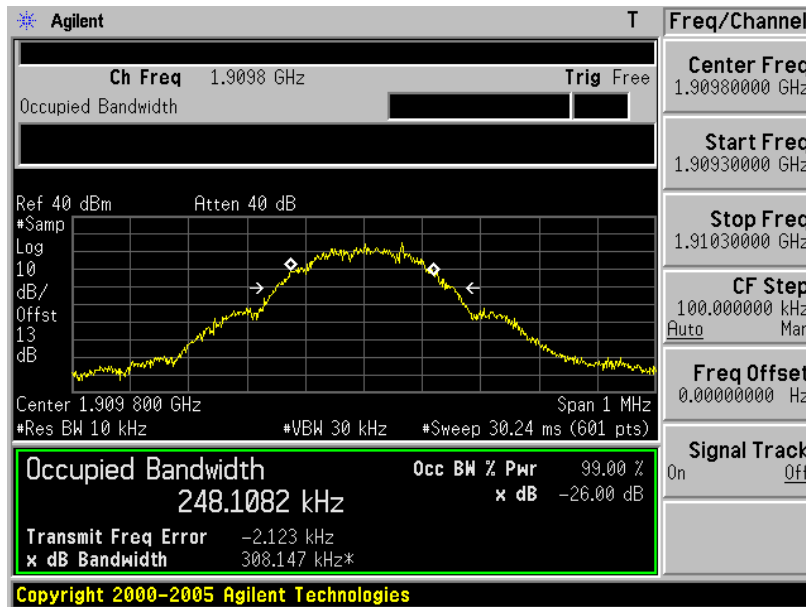 Agilent T
Freq/Channel
Ch Freq 1.9098 GHz Trig Free
Occupied Bandwidth
Center Freq
1.90980000 GHz
Start Freq
1.90930000 GHz
Stop Freq
1.91030000 GHz
CF Step
100.000000 kHz
Auto Man
Freq Offset
0.00000000 Hz
Signal Track
On Off
Ref 40 dBm Atten 40 dB
#Samp
Log
10
dB/
Offst
13
dB
Center 1.909 800 GHz Span 1 MHz
#Res BW 10 kHz #VBW 30 kHz #Sweep 30.24 ms (601 pts)
Occupied Bandwidth Occ BW % Pwr 99.00 %
248.1082 kHz x dB -26.00 dB
Transmit Freq Error -2.123 kHz
x dB Bandwidth 308.147 kHz*
Copyright 2000-2005 Agilent Technologies